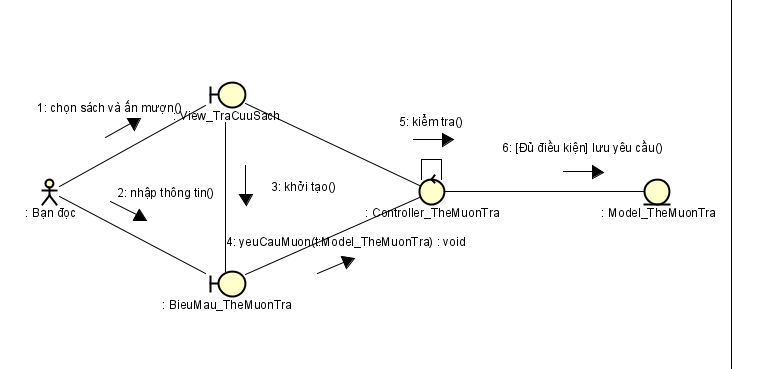 1: chọn sách và ấn mượn()
: View_TraCuuSach
5: kiểm tra()
6: [Đủ điều kiện] lưu yêu cầu()
2: nhập thông tin()
3: khởi tạo()
: Bạn đọc
: Controller_TheMuonTra
: Model_TheMuonTra
4: yeuCauMuon(t:Model_TheMuonTra) : void
: BieuMau_TheMuonTra